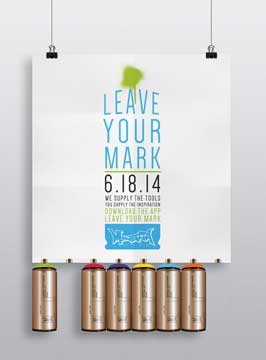 LEAVE
YOUR
MARK
6.18.14
WE SUPPLY THE TOOLS
YOU SUPPLY THE INSPIRATION
DOWNLOAD THE APP
LEAVE YOUR MARK